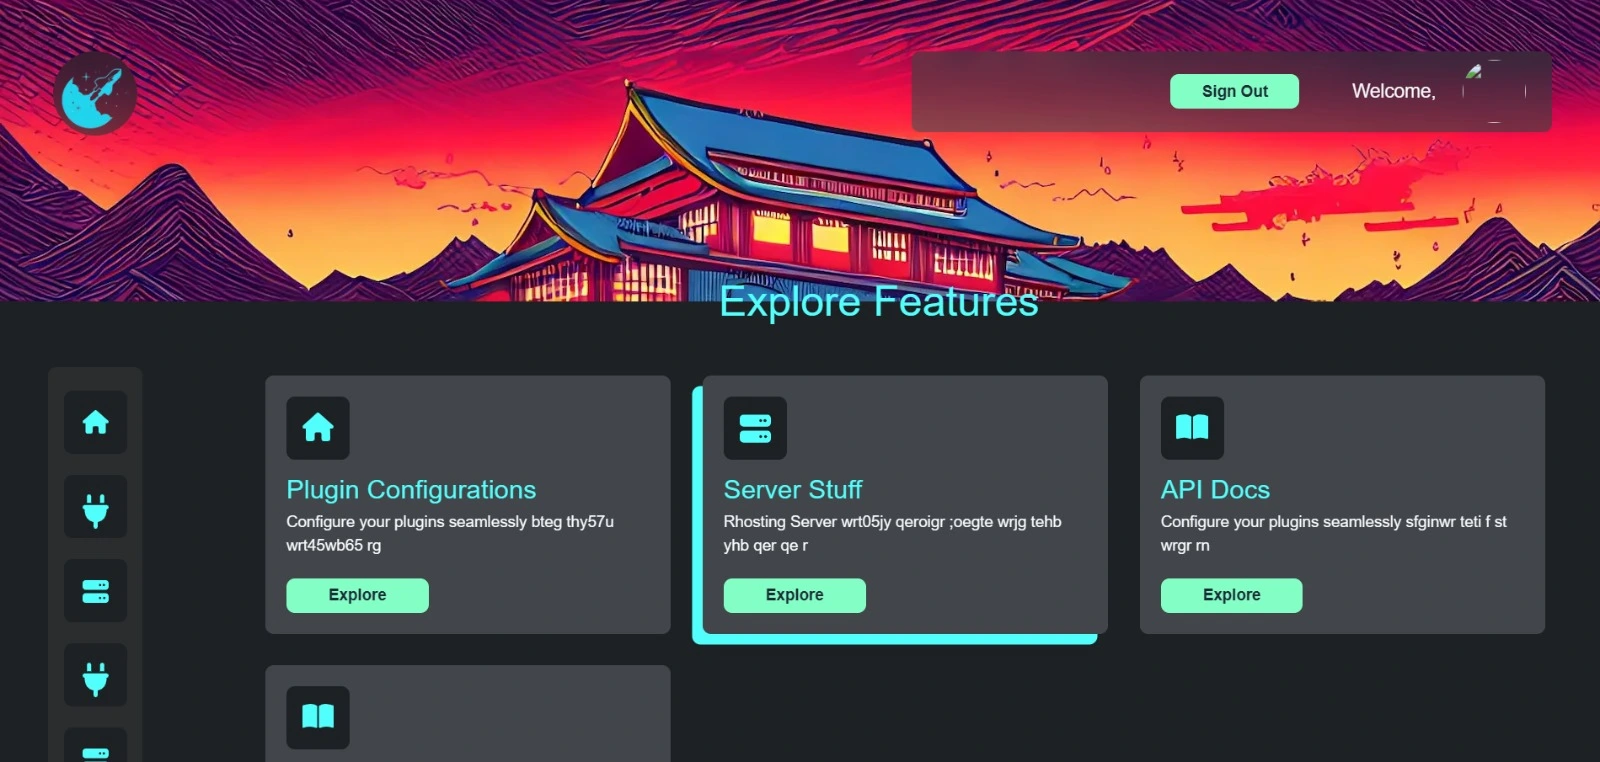 Sign Out
Welcome,
Explore Features
Plugin Configurations
Configure your plugins seamlessly bteg thy57u
wrt45wb65 rg
Explore
Server Stuff
Rhosting Server wrt05jy qeroigr ;oegte wrjg tehb
yhb qer qe r
Explore
API Docs
Configure your plugins seamlessly sfginwr teti f st
wrgr rn
Explore